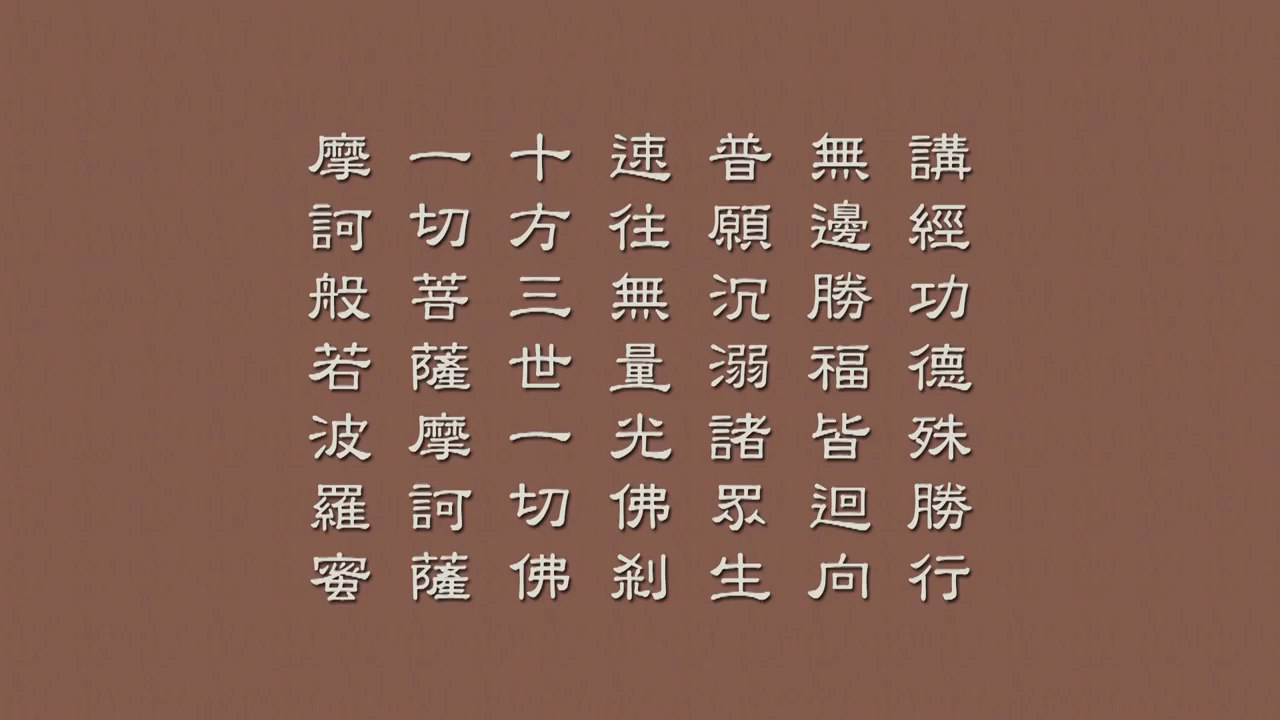 講經功德殊勝行
無邊勝福皆迴向
普願沉溺諸眾生
速往無量光佛剎
十方三世一切佛
一切菩薩摩訶薩
摩訶般若波羅蜜